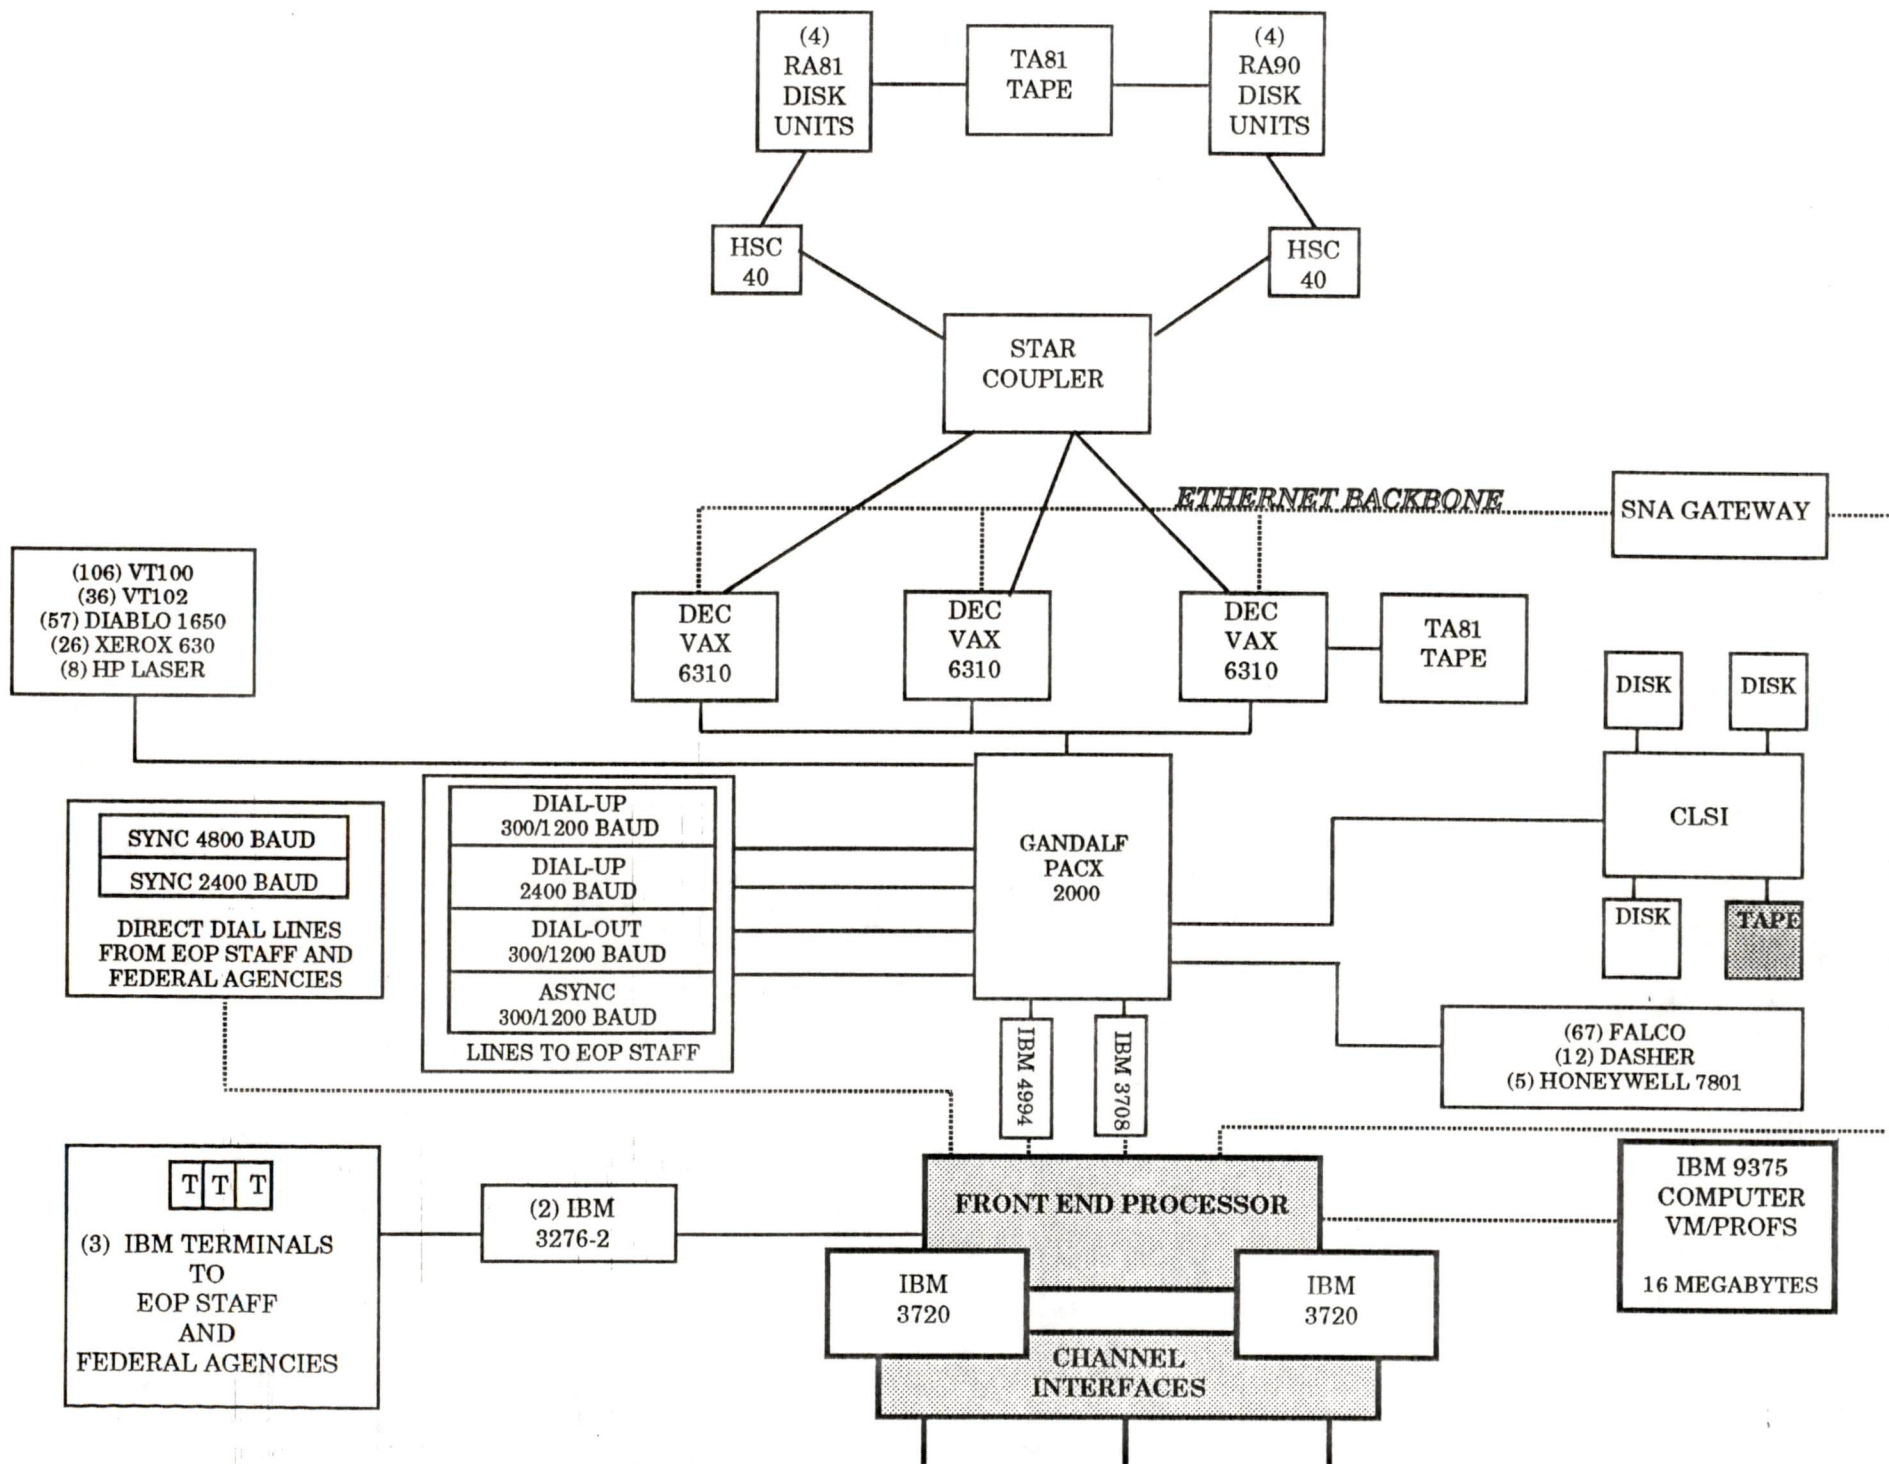 (4)
RA81
DISK
UNITS
TA81
TAPE
(4)
RA90
DISK
UNITS
HSC
40
HSC
40
STAR
COUPLER
ETHERNET BACKBONE
SNA GATEWAY
(106) VT100
(36) VT102
(57) DIABLO 1650
(26) XEROX 630
(8) HP LASER
DEC
VAX
6310
DEC
VAX
6310
DEC
VAX
6310
TA81
TAPE
DISK
DISK
CLSI
DISK
TAPE
SYNC 4800 BAUD
SYNC 2400 BAUD
DIRECT DIAL LINES
FROM EOP STAFF AND
FEDERAL AGENCIES
DIAL-UP
300/1200 BAUD
DIAL-UP
2400 BAUD
DIAL-OUT
300/1200 BAUD
ASYNC
300/1200 BAUD
LINES TO EOP STAFF
GANDALF
PACX
2000
IBM 4994
IBM 3708
(67) FALCO
(12) DASHER
(5) HONEYWELL 7801
T T T
(3) IBM TERMINALS
TO
EOP STAFF
AND
FEDERAL AGENCIES
(2) IBM
3276-2
FRONT END PROCESSOR
IBM
3720
IBM
3720
CHANNEL
INTERFACES
IBM 9375
COMPUTER
VM/PROFS
16 MEGABYTES